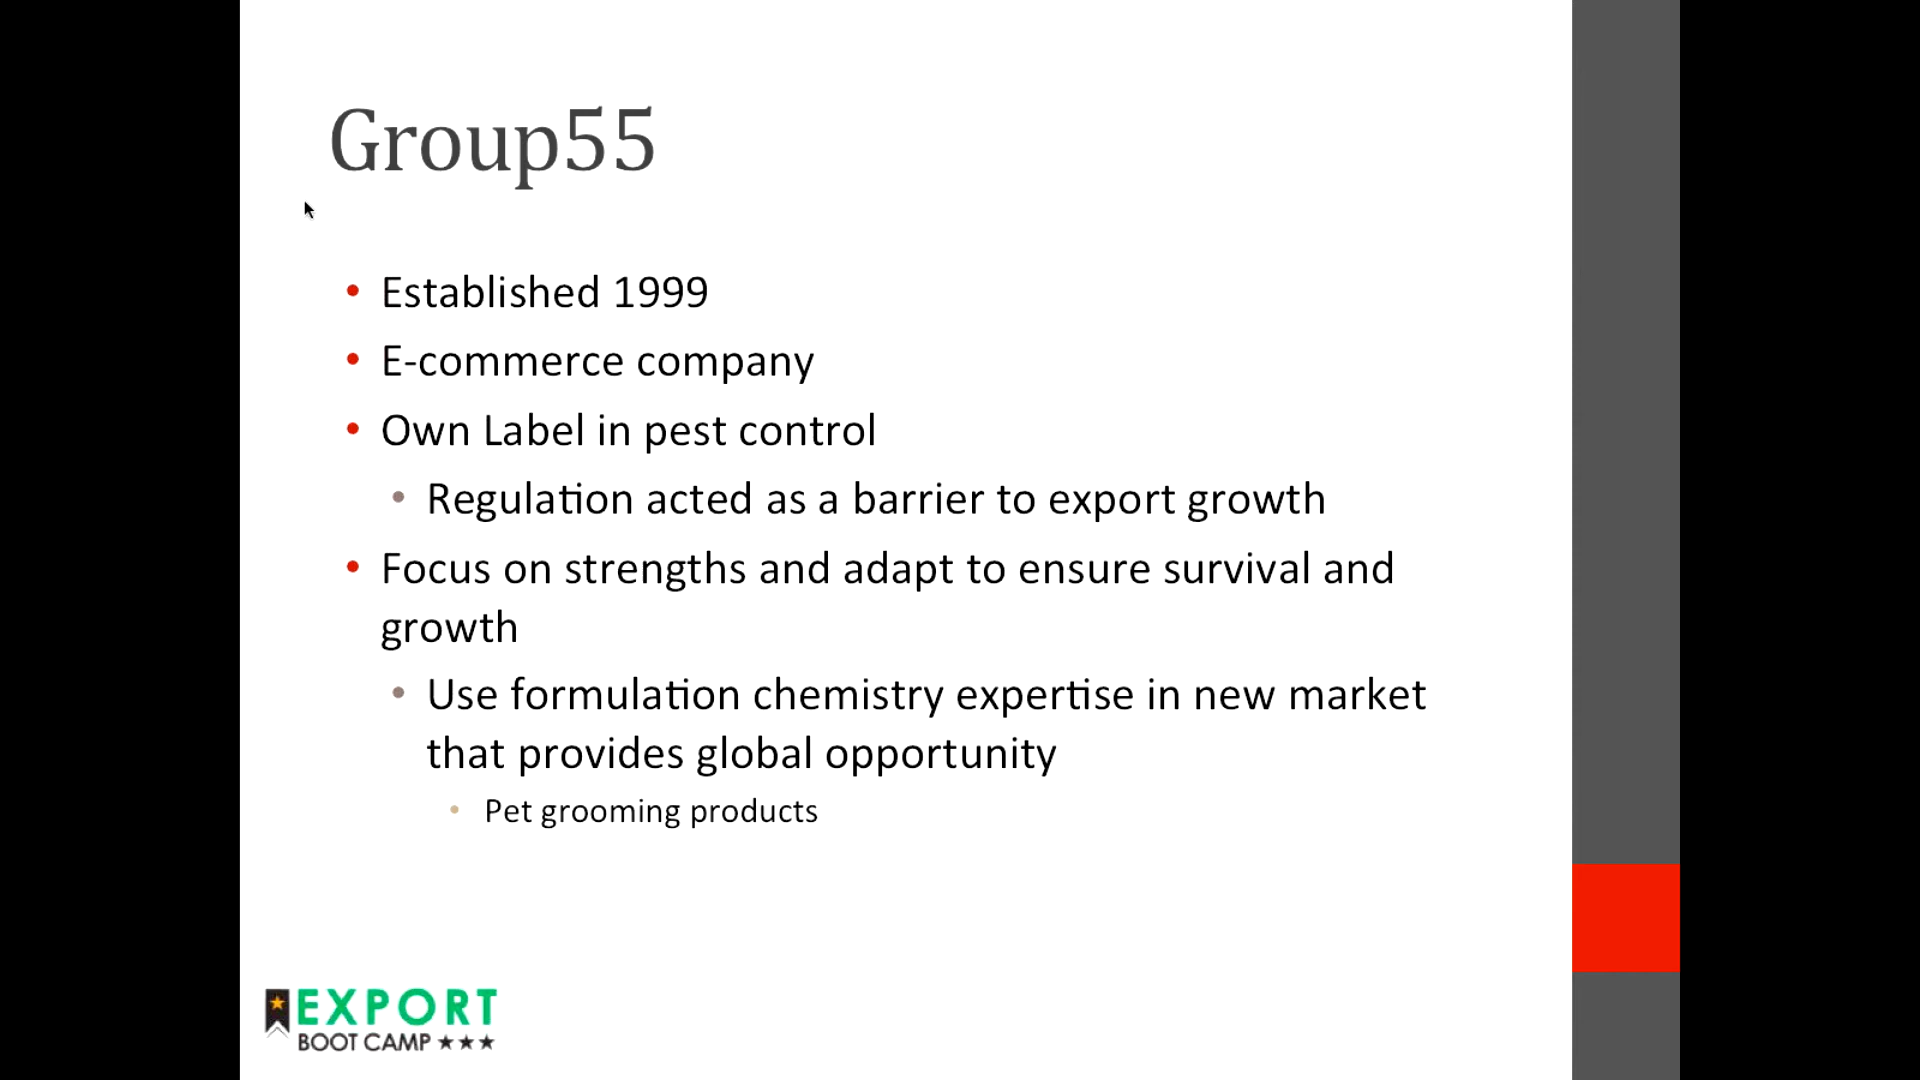 Group55
• Established 1999
• E-commerce company
• Own Label in pest control
• Regulation acted as a barrier to export growth
• Focus on strengths and adapt to ensure survival and
growth
• Use formulation chemistry expertise in new market
that provides global opportunity
• Pet grooming products
EXPORT
BOOT CAMP ★★★